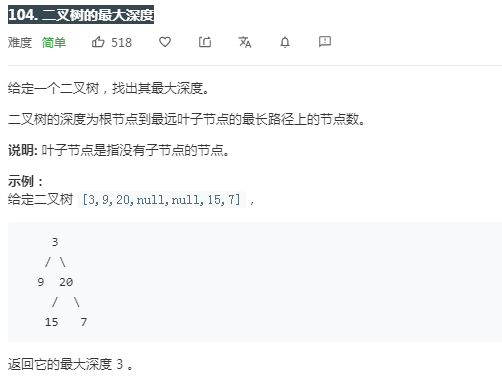 104. 二叉树的最大深度
难度 简单 518
给定一个二叉树，找出其最大深度。
二叉树的深度为根节点到最远叶子节点的最长路径上的节点数。
说明: 叶子节点是指没有子节点的节点。
示例：
给定二叉树 [3,9,20,null,null,15,7]，
3
/ \
9 20
/ \
15 7
返回它的最大深度 3 。